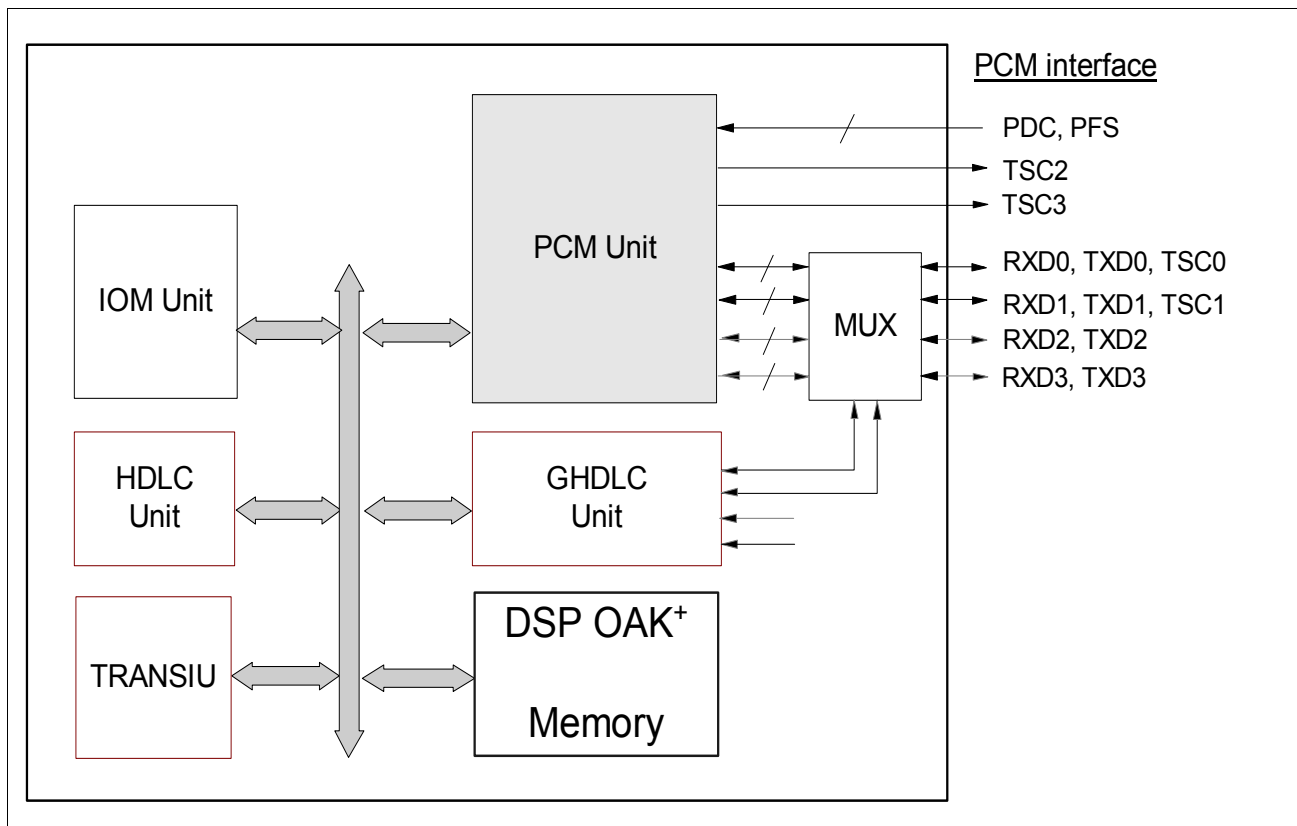 PCM interface
PDC, PFS
TSC2
TSC3
PCM Unit
IOM Unit
RXD0, TXD0, TSC0
RXD1, TXD1, TSC1
MUX
RXD2, TXD2
RXD3, TXD3
HDLC
Unit
GHDLC
Unit
DSP OAK⁺
TRANSIU
Memory